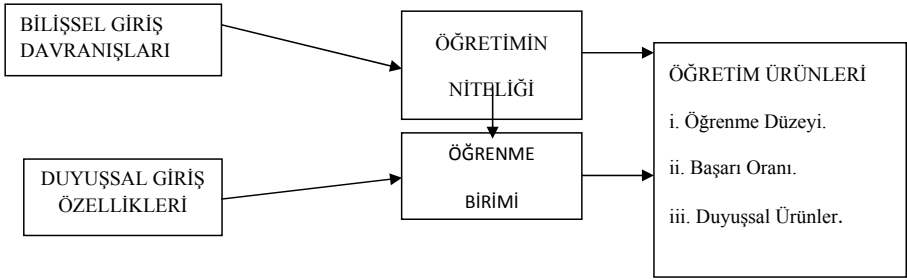 BİLİŞSEL GİRİŞ
DAVRANIŞLARI
ÖĞRETİMİN
NİTELİĞİ
ÖĞRENME
BİRİMİ
DUYUŞSAL GİRİŞ
ÖZELLİKLERİ
ÖĞRETİM ÜRÜNLERİ
i. Öğrenme Düzeyi.
ii. Başarı Oranı.
iii. Duyuşsal Ürünler.